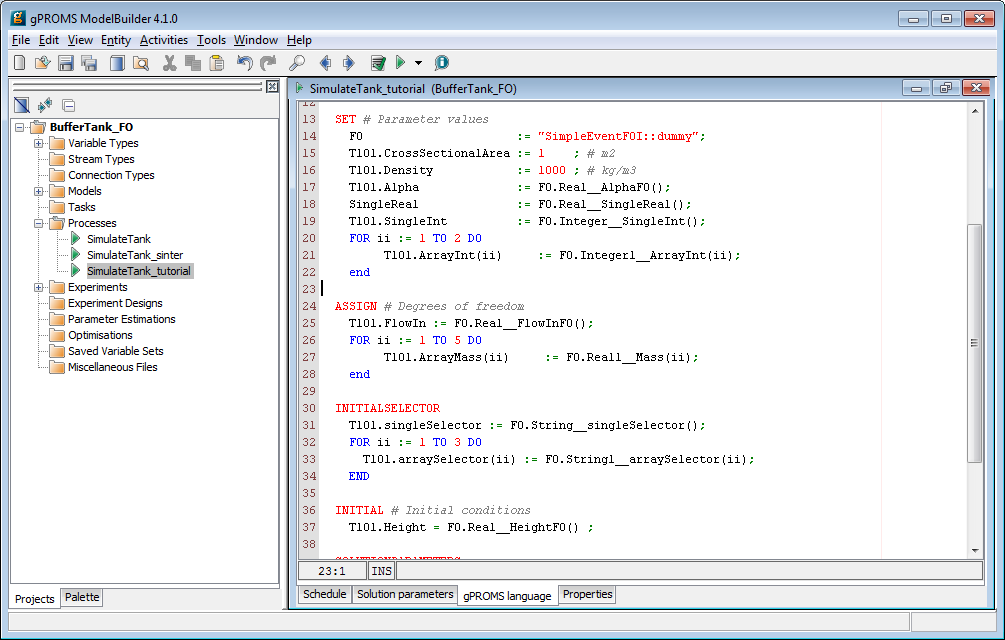 gPROMS ModelBuilder 4.1.0
File Edit View Entity Activities Tools Window Help
BufferTank_FO
Variable Types
Stream Types
Connection Types
Models
Tasks
Processes
SimulateTank
SimulateTank_sinter
SimulateTank_tutorial
Experiments
Experiment Designs
Parameter Estimations
Optimisations
Saved Variable Sets
Miscellaneous Files
Projects Palette
SimulateTank_tutorial (BufferTank_FO)
12
13 SET # Parameter values
14 FO := "SimpleEventFOI::dummy";
15 T101.CrossSectionalArea := 1 ; # m2
16 T101.Density := 1000 ; # kg/m3
17 T101.Alpha := FO.Real__AlphaFO();
18 SingleReal := FO.Real__SingleReal();
19 T101.SingleInt := FO.Integer__SingleInt();
20 FOR ii := 1 TO 2 DO
21 T101.ArrayInt(ii) := FO.Integer1__ArrayInt(ii);
22 end
23
24 ASSIGN # Degrees of freedom
25 T101.FlowIn := FO.Real__FlowInFO();
26 FOR ii := 1 TO 5 DO
27 T101.ArrayMass(ii) := FO.Real1__Mass(ii);
28 end
29
30 INITIALSELECTOR
31 T101.singleSelector := FO.String__singleSelector();
32 FOR ii := 1 TO 3 DO
33 T101.arraySelector(ii) := FO.String1__arraySelector(ii);
34 END
35
36 INITIAL # Initial conditions
37 T101.Height = FO.Real__HeightFO() ;
38
SOLUTIONPARAMETERS
23:1 INS
Schedule Solution parameters gPROMS language Properties